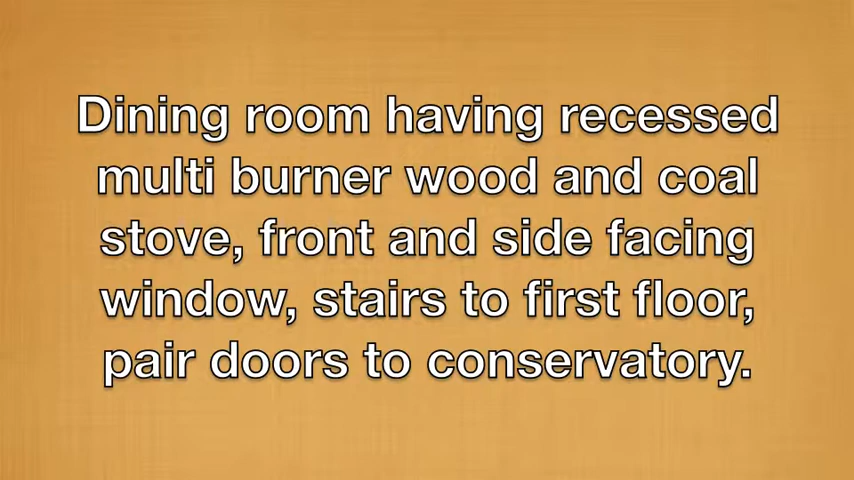 Dining room having recessed
multi burner wood and coal
stove, front and side facing
window, stairs to first floor,
pair doors to conservatory.